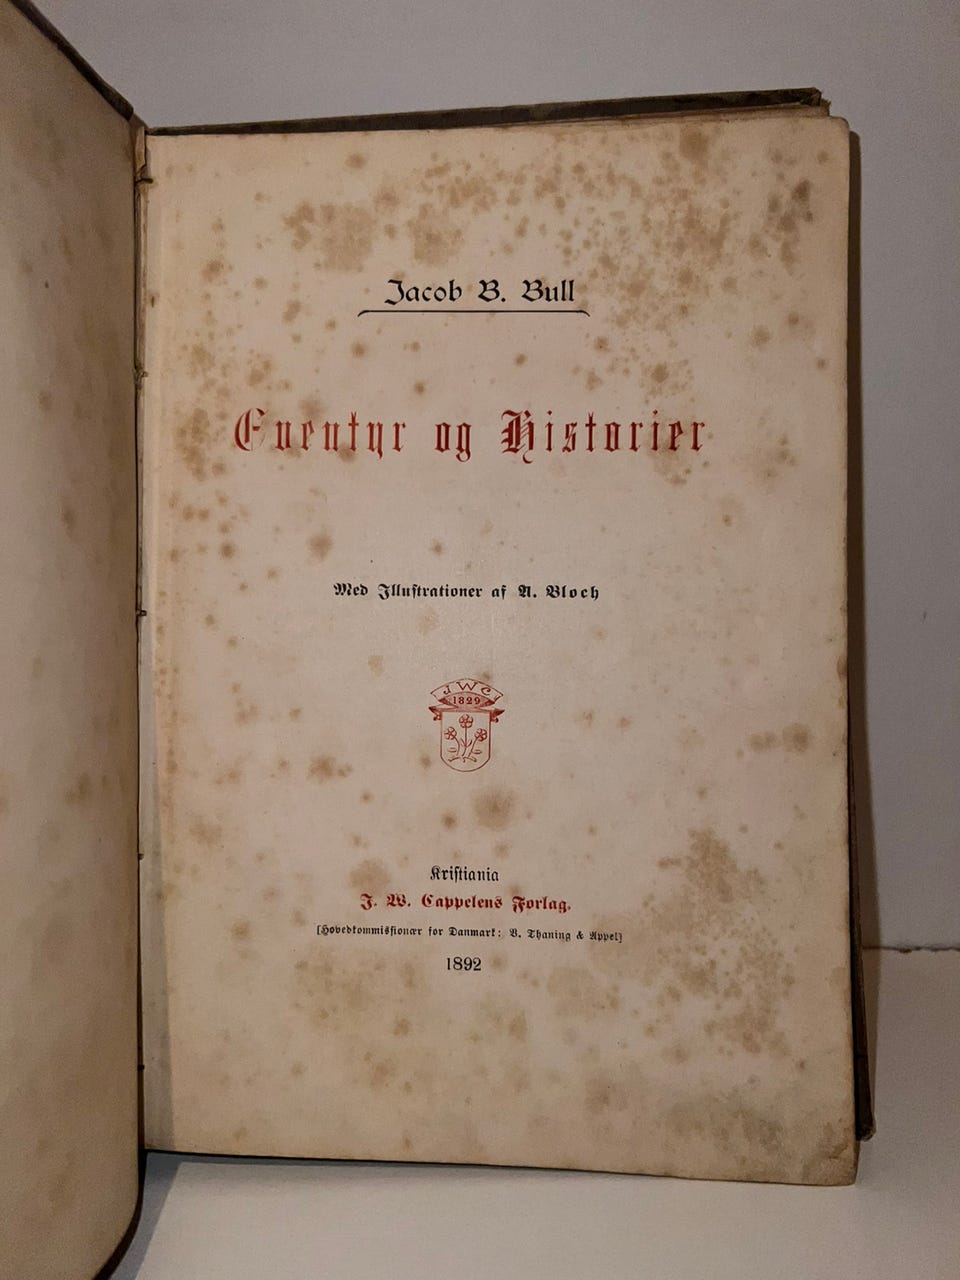 Jacob B. Bull
Eventyr og Historier
Med Illustrationer af A. Bloch
JWC
1829
Kristiania
J. W. Cappelens Forlag.
[Hovedkommissionær for Danmark: V. Thaning & Appel]
1892